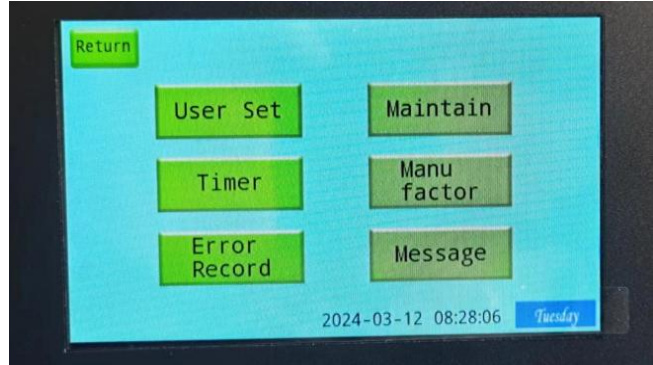 Return
User Set
Maintain
Timer
Manu
factor
Error
Record
Message
2024-03-12 08:28:06
Tuesday